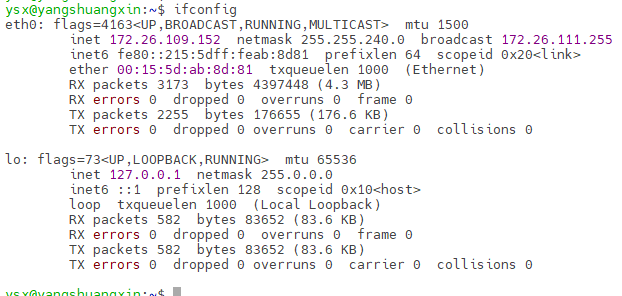 ysx@yangshuangxin:~$ ifconfig
eth0: flags=4163<UP,BROADCAST,RUNNING,MULTICAST>  mtu 1500
        inet 172.26.109.152  netmask 255.255.240.0  broadcast 172.26.111.255
        inet6 fe80::215:5dff:feab:8d81  prefixlen 64  scopeid 0x20<link>
        ether 00:15:5d:ab:8d:81  txqueuelen 1000  (Ethernet)
        RX packets 3173  bytes 4397448 (4.3 MB)
        RX errors 0  dropped 0  overruns 0  frame 0
        TX packets 2255  bytes 176655 (176.6 KB)
        TX errors 0  dropped 0 overruns 0  carrier 0  collisions 0

lo: flags=73<UP,LOOPBACK,RUNNING>  mtu 65536
        inet 127.0.0.1  netmask 255.0.0.0
        inet6 ::1  prefixlen 128  scopeid 0x10<host>
        loop  txqueuelen 1000  (Local Loopback)
        RX packets 582  bytes 83652 (83.6 KB)
        RX errors 0  dropped 0  overruns 0  frame 0
        TX packets 582  bytes 83652 (83.6 KB)
        TX errors 0  dropped 0 overruns 0  carrier 0  collisions 0

ysx@yangshuangxin:~$